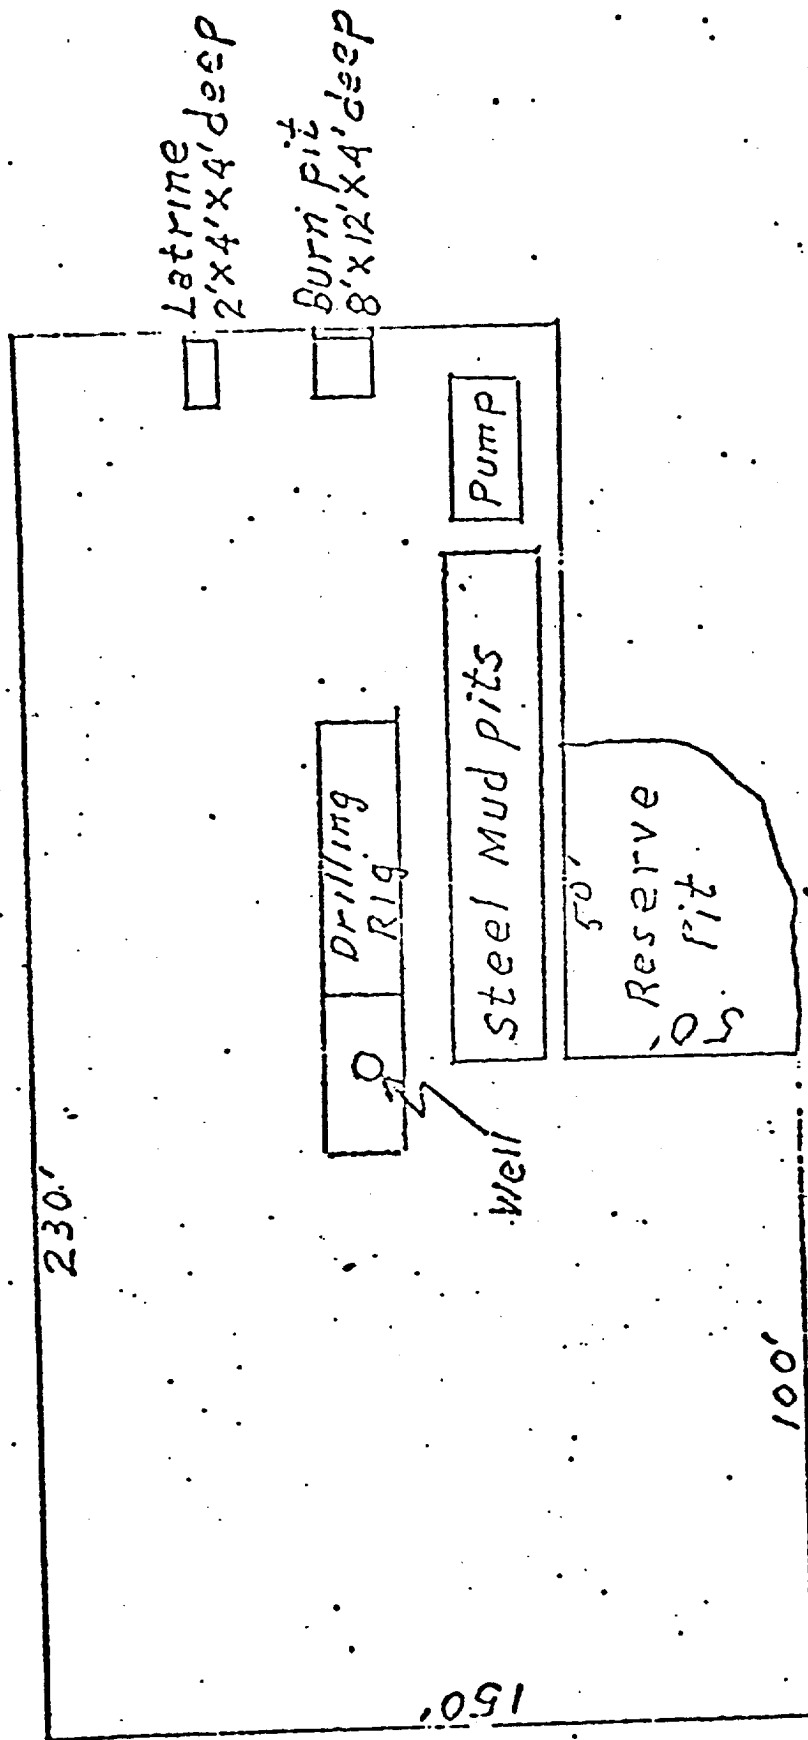 Latrine
2'x4'x4' deep
Burn pit
8'x12'x4' deep
230'
Pump
Drilling
Rig
Steel Mud pits
Well
50'
Reserve
Pit
50'
150'
100'